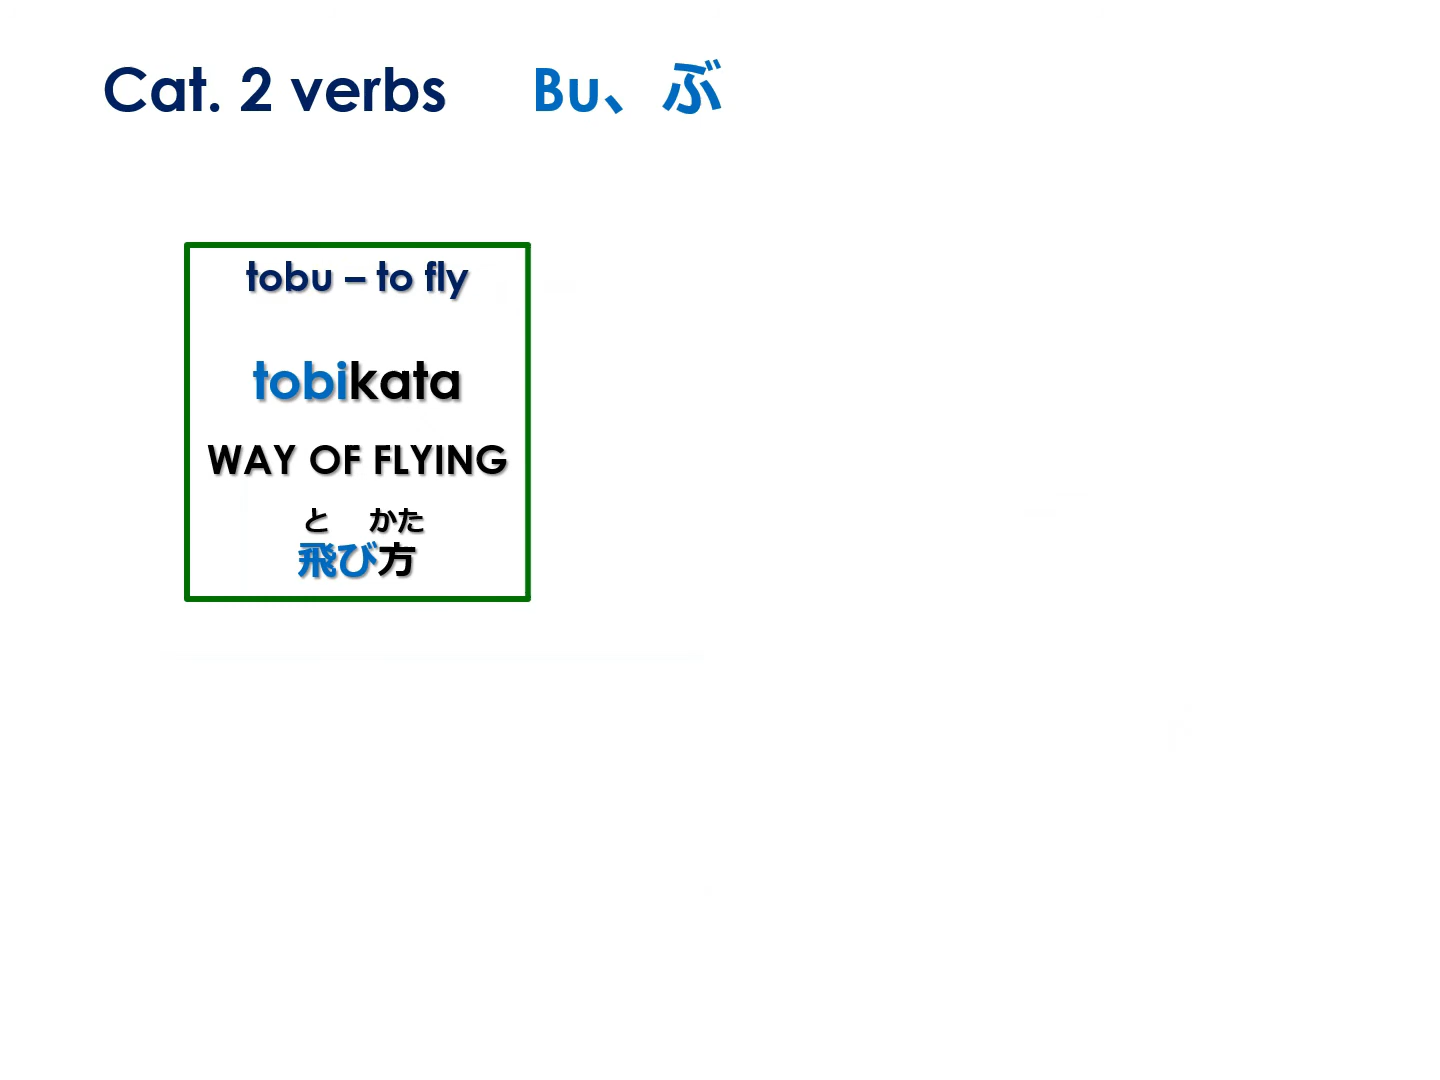 Cat. 2 verbs Bu、ぶ
tobu – to fly
tobikata
WAY OF FLYING
と かた
飛び方